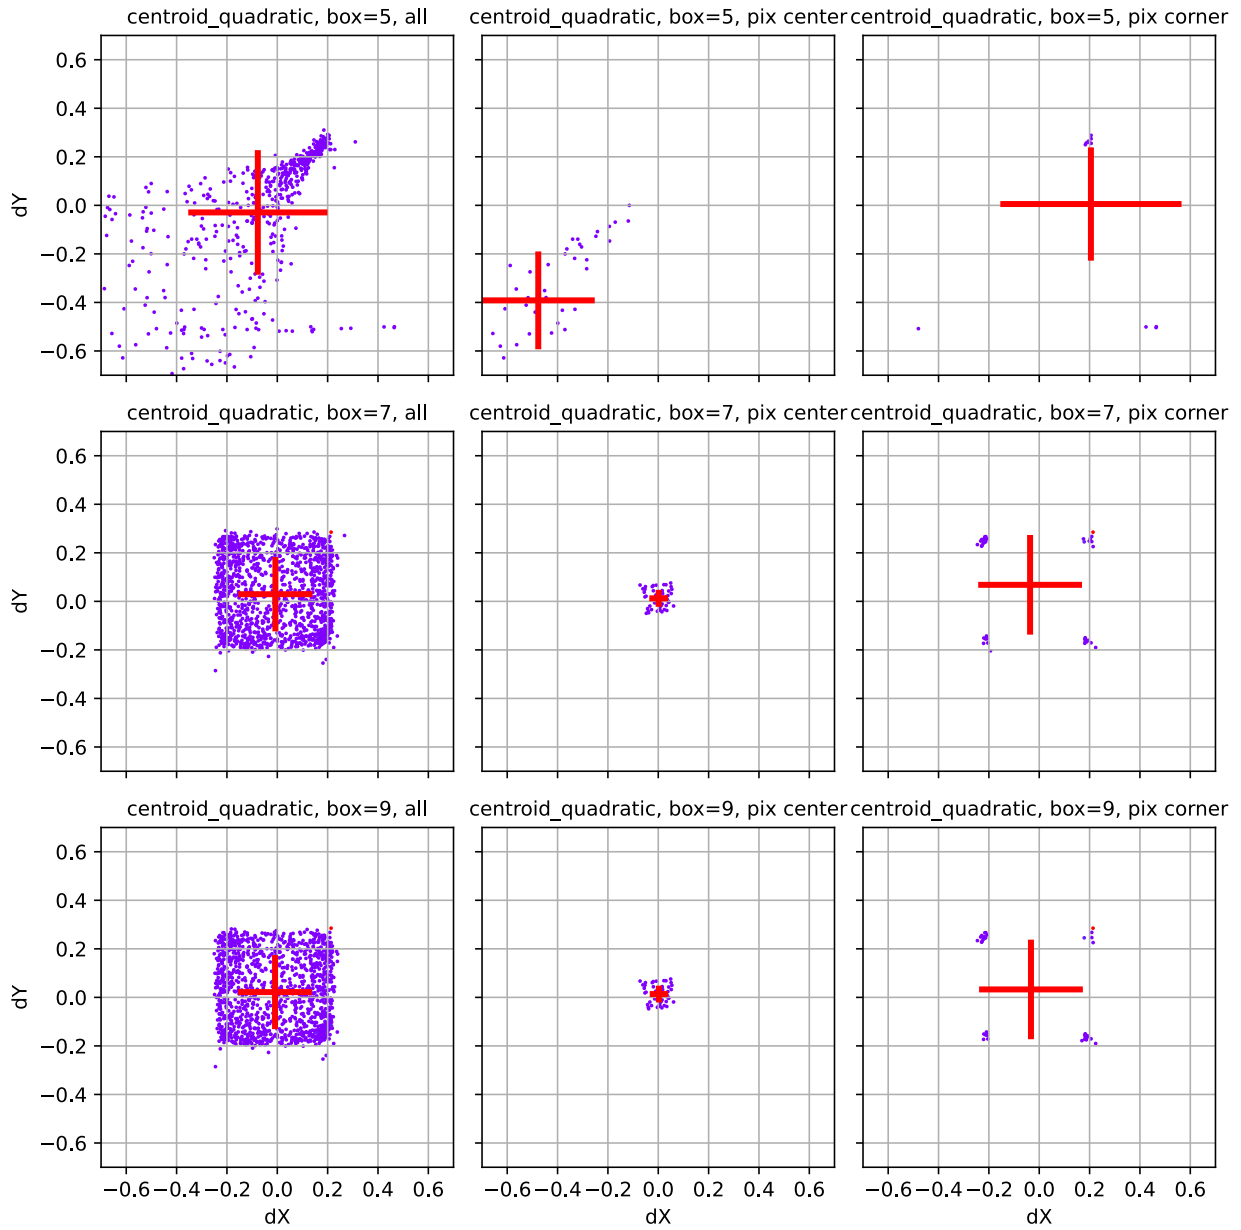 centroid_quadratic, box=5, all
centroid_quadratic, box=5, pix center
centroid_quadratic, box=5, pix corner
0.6
0.4
0.2
0.0
−0.2
−0.4
−0.6
dY
centroid_quadratic, box=7, all
centroid_quadratic, box=7, pix center
centroid_quadratic, box=7, pix corner
0.6
0.4
0.2
0.0
−0.2
−0.4
−0.6
dY
centroid_quadratic, box=9, all
centroid_quadratic, box=9, pix center
centroid_quadratic, box=9, pix corner
0.6
0.4
0.2
0.0
−0.2
−0.4
−0.6
dY
−0.6 −0.4 −0.2 0.0 0.2 0.4 0.6
−0.6 −0.4 −0.2 0.0 0.2 0.4 0.6
−0.6 −0.4 −0.2 0.0 0.2 0.4 0.6
dX
dX
dX